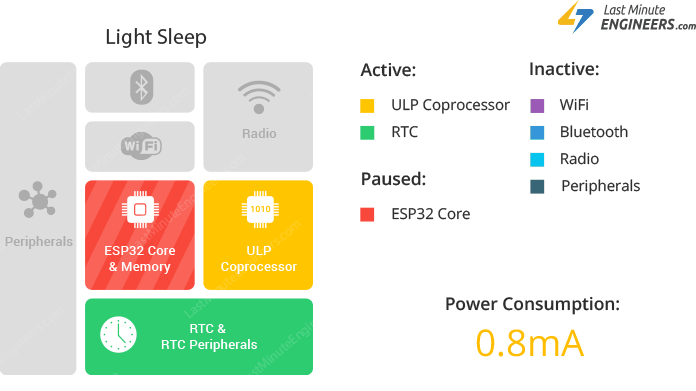 Last Minute
ENGINEERS.com
Light Sleep
WiFi
Radio
Peripherals
ESP32 Core
& Memory
1010
ULP
Coprocessor
RTC &
RTC Peripherals
Active:
ULP Coprocessor
RTC
Paused:
ESP32 Core
Inactive:
WiFi
Bluetooth
Radio
Peripherals
Power Consumption:
0.8mA